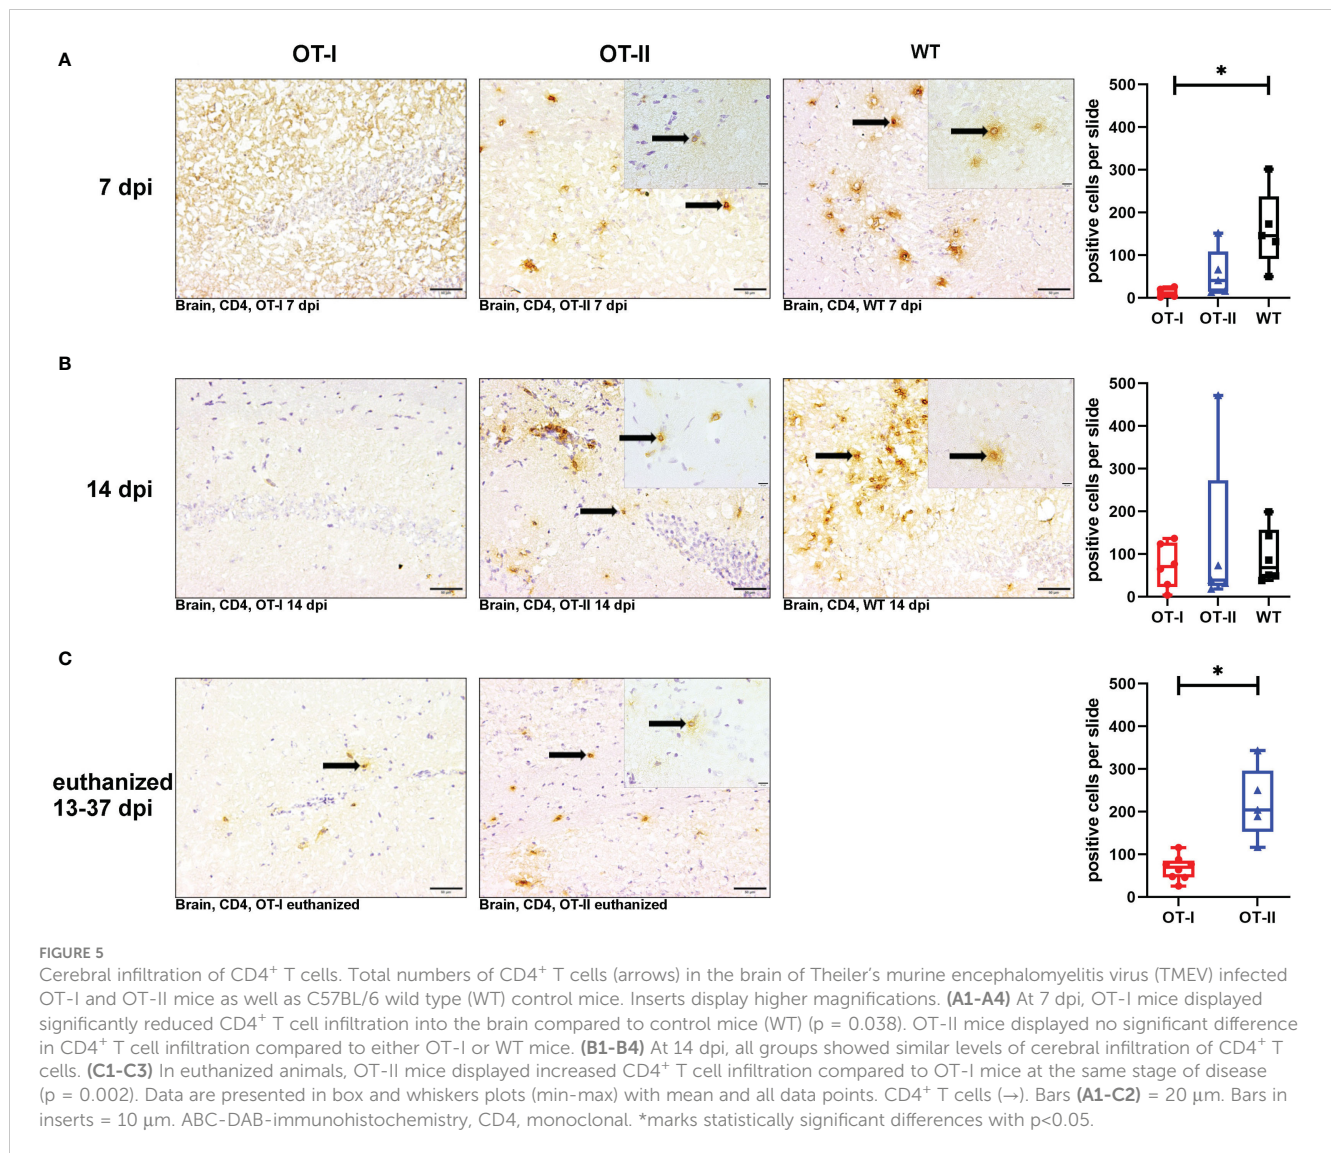 A
OT-I
OT-II
WT
7 dpi
Brain, CD4, OT-I 7 dpi
Brain, CD4, OT-II 7 dpi
Brain, CD4, WT 7 dpi
positive cells per slide
500
400
300
200
100
0
*
OT-I
OT-II
WT
B
14 dpi
Brain, CD4, OT-I 14 dpi
Brain, CD4, OT-II 14 dpi
Brain, CD4, WT 14 dpi
positive cells per slide
500
400
300
200
100
0
OT-I
OT-II
WT
C
euthanized
13-37 dpi
Brain, CD4, OT-I euthanized
Brain, CD4, OT-II euthanized
positive cells per slide
500
400
300
200
100
0
*
OT-I
OT-II
FIGURE 5
Cerebral infiltration of CD4⁺ T cells. Total numbers of CD4⁺ T cells (arrows) in the brain of Theiler’s murine encephalomyelitis virus (TMEV) infected
OT-I and OT-II mice as well as C57BL/6 wild type (WT) control mice. Inserts display higher magnifications. (A1-A4) At 7 dpi, OT-I mice displayed
significantly reduced CD4⁺ T cell infiltration into the brain compared to control mice (WT) (p = 0.038). OT-II mice displayed no significant difference
in CD4⁺ T cell infiltration compared to either OT-I or WT mice. (B1-B4) At 14 dpi, all groups showed similar levels of cerebral infiltration of CD4⁺ T
cells. (C1-C3) In euthanized animals, OT-II mice displayed increased CD4⁺ T cell infiltration compared to OT-I mice at the same stage of disease
(p = 0.002). Data are presented in box and whiskers plots (min-max) with mean and all data points. CD4⁺ T cells (→). Bars (A1-C2) = 20 µm. Bars in
inserts = 10 µm. ABC-DAB-immunohistochemistry, CD4, monoclonal. *marks statistically significant differences with p<0.05.